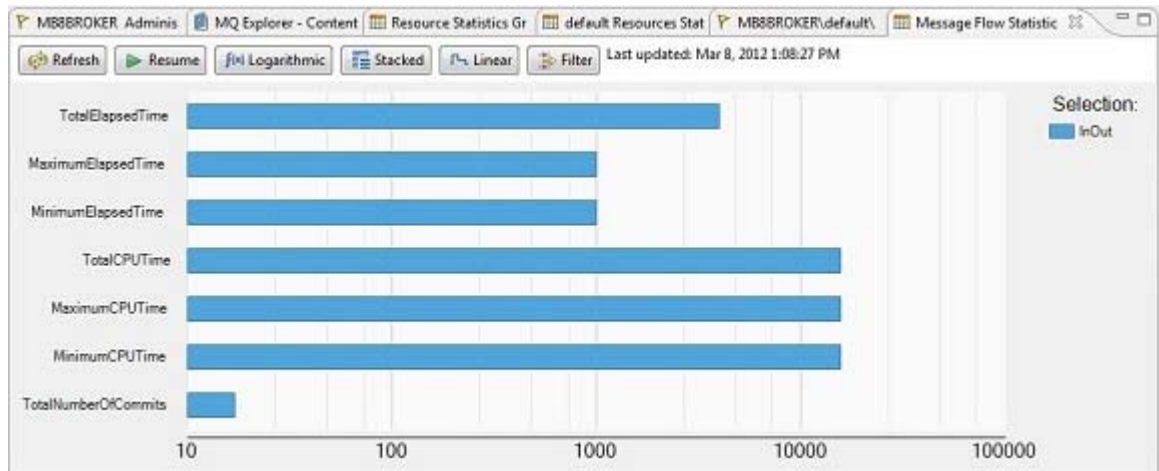 MB8BROKER Adminis MQ Explorer - Content Resource Statistics Gr default Resources Stat MB8BROKER\default\ Message Flow Statistic
Refresh Resume f(x) Logarithmic Stacked Linear Filter Last updated: Mar 8, 2012 1:08:27 PM
Selection:
InOut
TotalElapsedTime
MaximumElapsedTime
MinimumElapsedTime
TotalCPUTime
MaximumCPUTime
MinimumCPUTime
TotalNumberOfCommits
10 100 1000 10000 100000